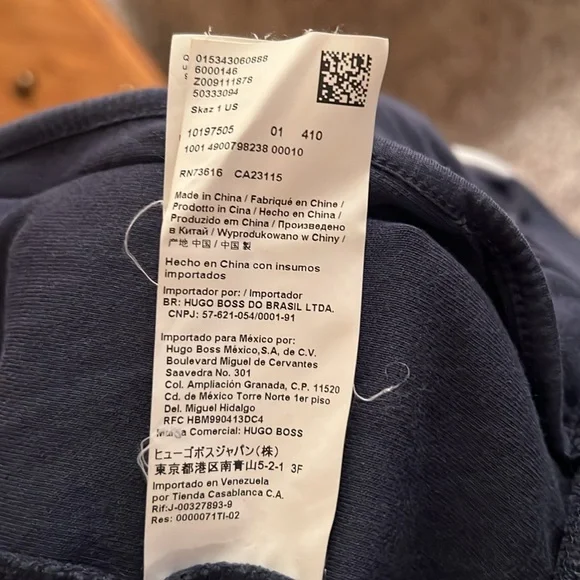 015343060888
6000146
Z009111878
50333094
Skaz 1 US
10197505 01 410
1001 4900798238 00010
RN73616 CA23115
Made in China / Fabriqué en Chine /
Prodotto in Cina / Hecho en China /
Produzido em China / Произведено
в Китай / Wyprodukowano w Chiny /
产地 中国 / 中国 製
Hecho en China con insumos
importados
Importador por: / Importador
BR: HUGO BOSS DO BRASIL LTDA.
CNPJ: 57-621-054/0001-91
Importado para México por:
Hugo Boss México,S.A, de C.V.
Boulevard Miguel de Cervantes
Saavedra No. 301
Col. Ampliación Granada, C.P. 11520
Cd. de México Torre Norte 1er piso
Del. Miguel Hidalgo
RFC HBM990413DC4
Comercial: HUGO BOSS
ヒューゴボスジャパン(株)
東京都港区南青山5-2-1 3F
Importado en Venezuela
por Tienda Casablanca C.A.
Rif:J-00327893-9
Res: 0000071TI-02